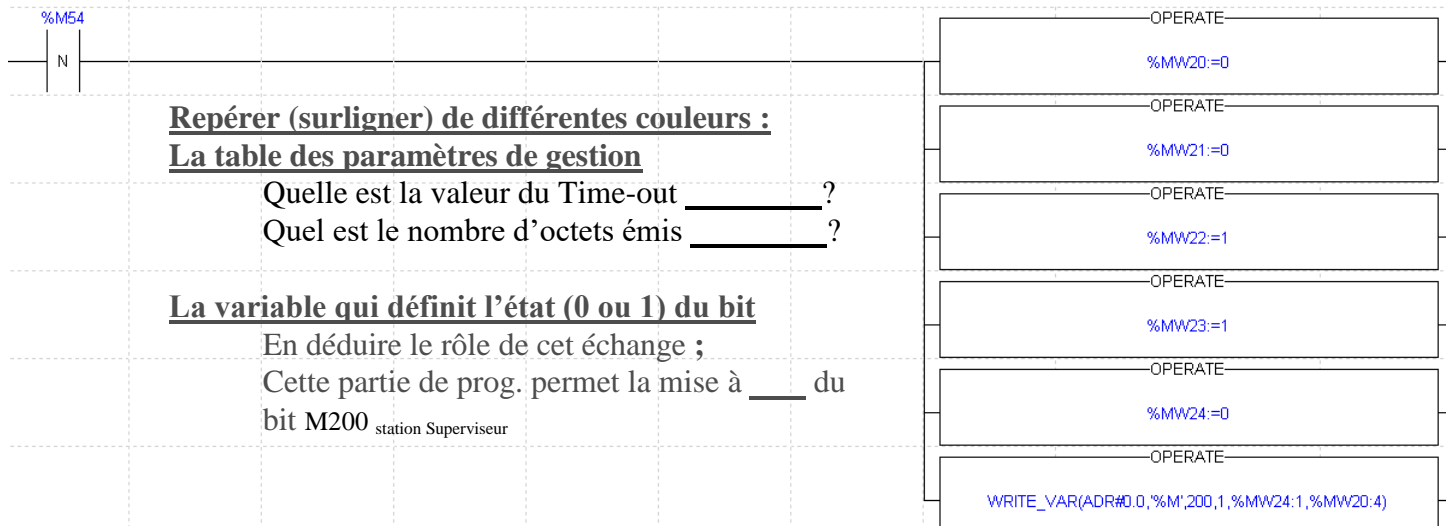 %M54
N
OPERATE
%MW20:=0
Repérer (surligner) de différentes couleurs :
La table des paramètres de gestion
Quelle est la valeur du Time-out _________?
Quel est le nombre d’octets émis _________?
La variable qui définit l’état (0 ou 1) du bit
En déduire le rôle de cet échange ;
Cette partie de prog. permet la mise à ____ du
bit M200 station Superviseur
OPERATE
%MW21:=0
OPERATE
%MW22:=1
OPERATE
%MW23:=1
OPERATE
%MW24:=0
OPERATE
WRITE_VAR(ADR#0.0,'%M',200,1,%MW24:1,%MW20:4)